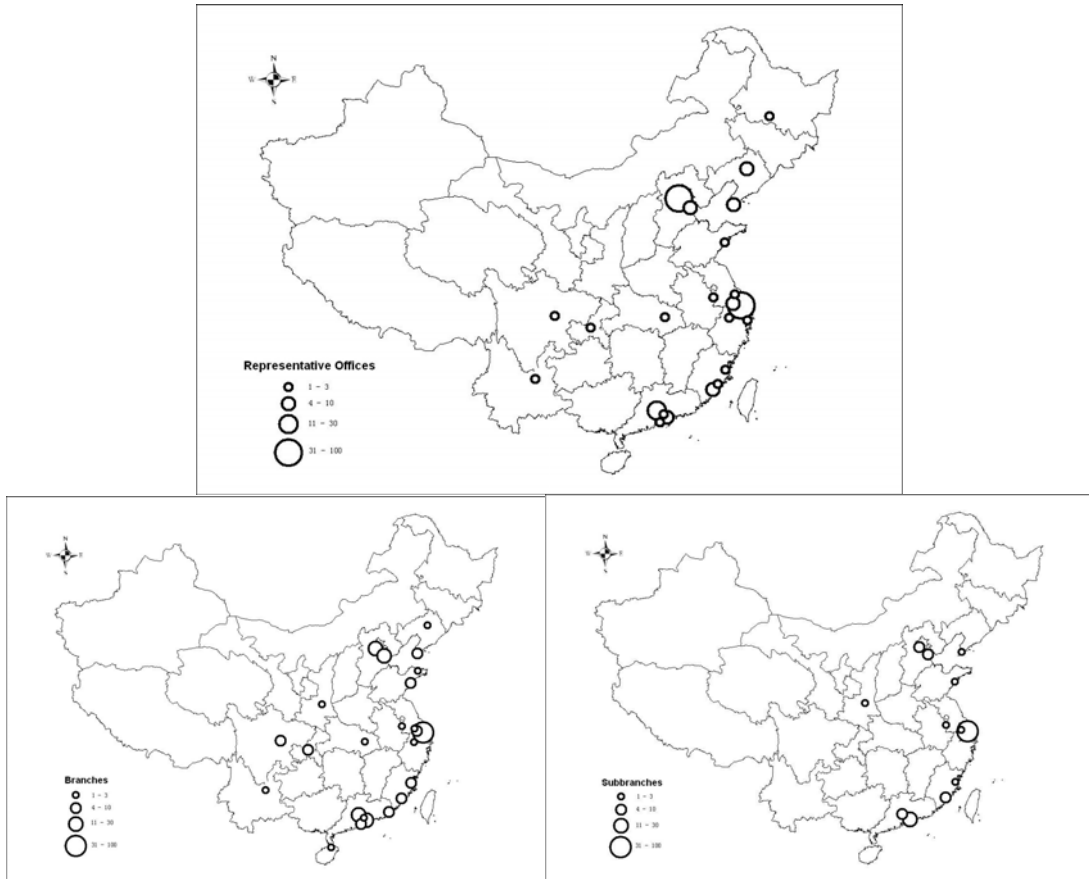 N
W E
S
Representative Offices
1 - 3
4 - 10
11 - 30
31 - 100
N
W E
S
Branches
1 - 3
4 - 10
11 - 30
31 - 100
N
W E
S
Subbranches
1 - 3
4 - 10
11 - 30
31 - 100